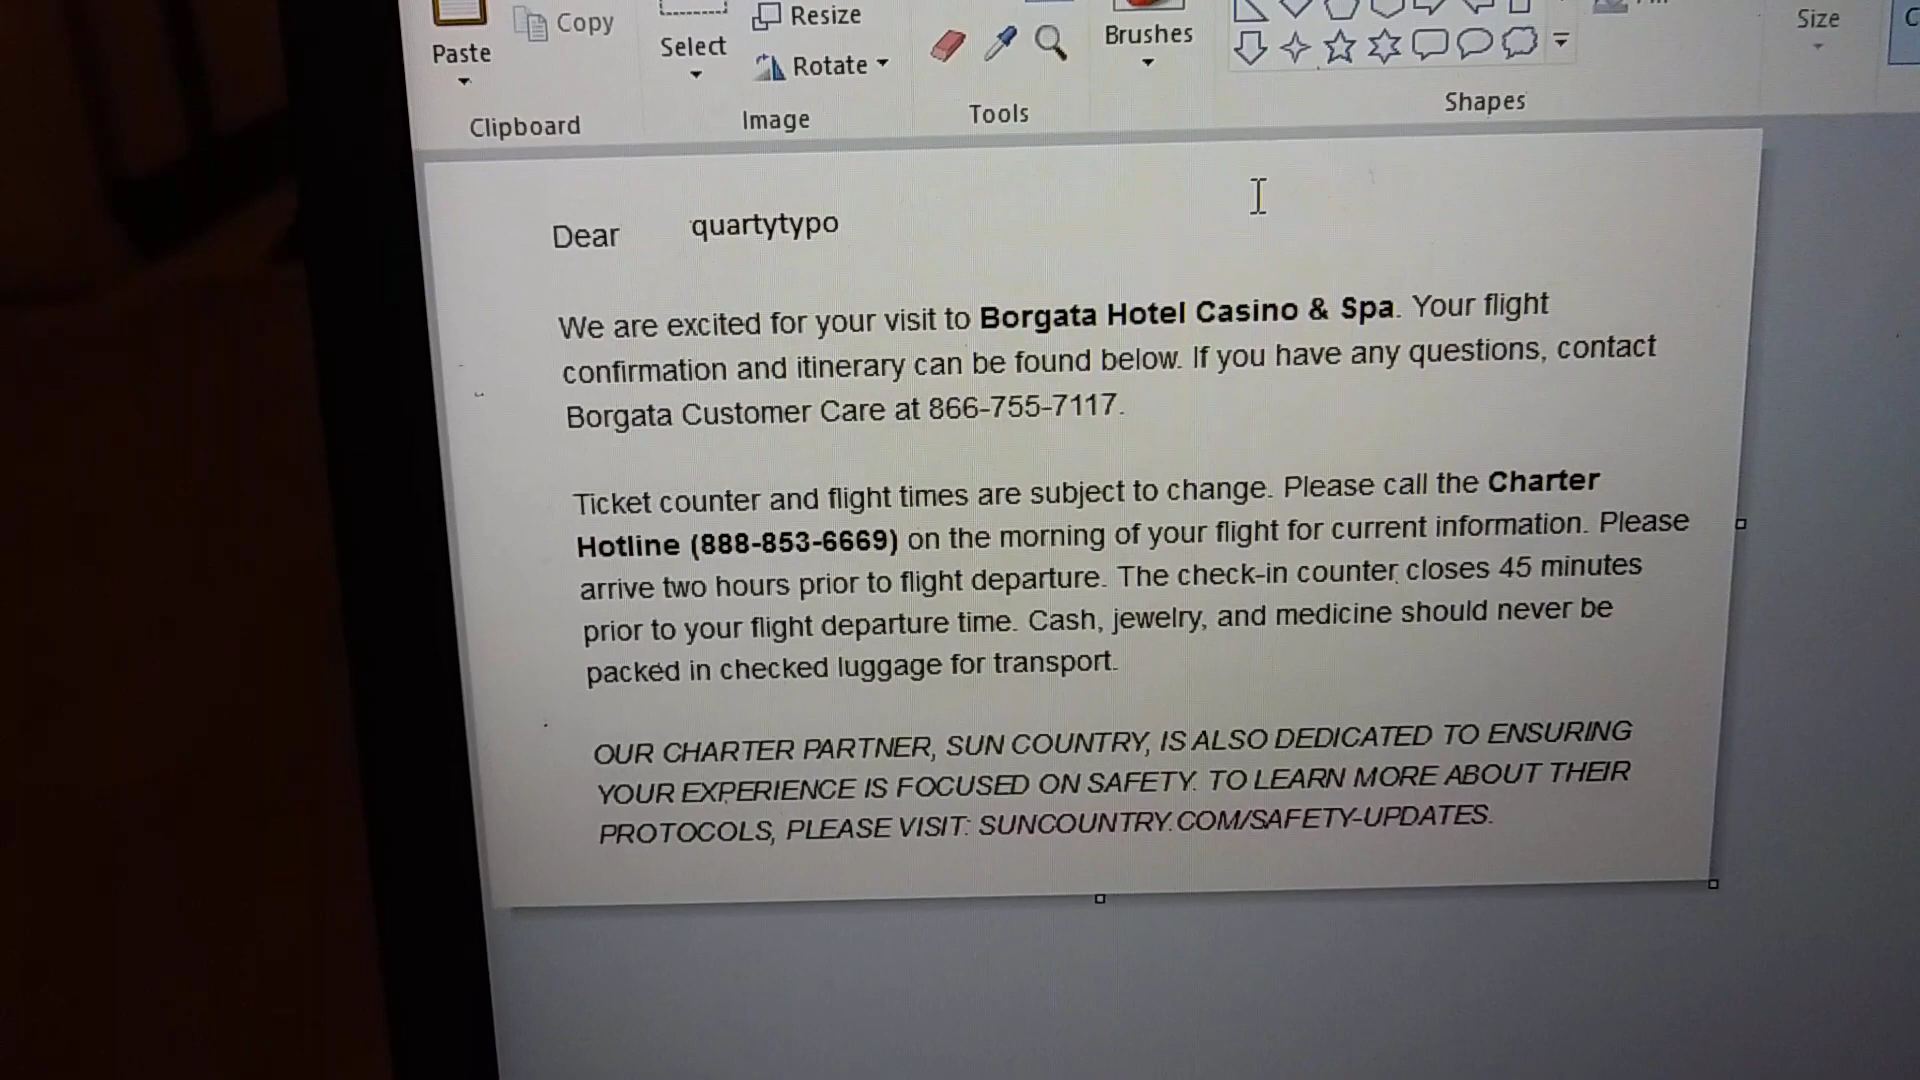 Copy
Resize
Paste
Select
Rotate
Brushes
Size
Clipboard
Image
Tools
Shapes
Dear quartytypo
We are excited for your visit to Borgata Hotel Casino & Spa. Your flight
confirmation and itinerary can be found below. If you have any questions, contact
Borgata Customer Care at 866-755-7117.
Ticket counter and flight times are subject to change. Please call the Charter
Hotline (888-853-6669) on the morning of your flight for current information. Please
arrive two hours prior to flight departure. The check-in counter closes 45 minutes
prior to your flight departure time. Cash, jewelry, and medicine should never be
packed in checked luggage for transport.
OUR CHARTER PARTNER, SUN COUNTRY, IS ALSO DEDICATED TO ENSURING
YOUR EXPERIENCE IS FOCUSED ON SAFETY. TO LEARN MORE ABOUT THEIR
PROTOCOLS, PLEASE VISIT: SUNCOUNTRY.COM/SAFETY-UPDATES.